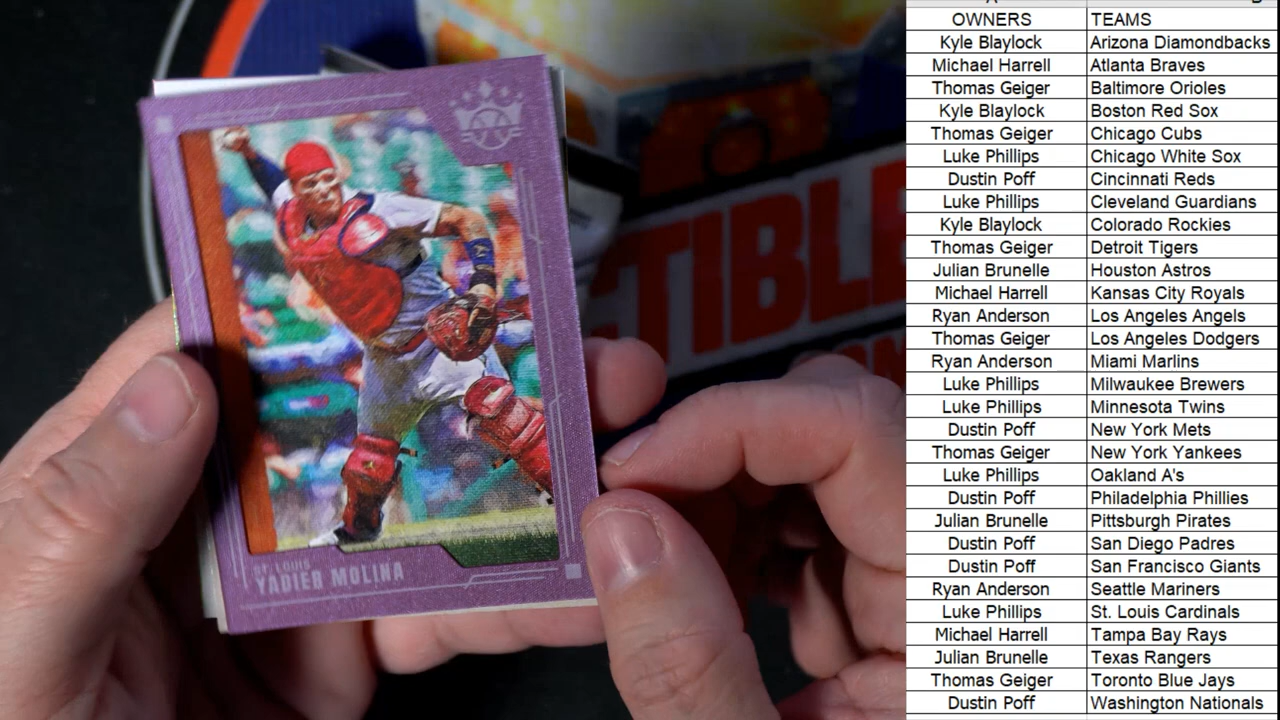 ST. LOUIS
YADIER MOLINA
TIBLE
OWNERS TEAMS
Kyle Blaylock Arizona Diamondbacks
Michael Harrell Atlanta Braves
Thomas Geiger Baltimore Orioles
Kyle Blaylock Boston Red Sox
Thomas Geiger Chicago Cubs
Luke Phillips Chicago White Sox
Dustin Poff Cincinnati Reds
Luke Phillips Cleveland Guardians
Kyle Blaylock Colorado Rockies
Thomas Geiger Detroit Tigers
Julian Brunelle Houston Astros
Michael Harrell Kansas City Royals
Ryan Anderson Los Angeles Angels
Thomas Geiger Los Angeles Dodgers
Ryan Anderson Miami Marlins
Luke Phillips Milwaukee Brewers
Luke Phillips Minnesota Twins
Dustin Poff New York Mets
Thomas Geiger New York Yankees
Luke Phillips Oakland A's
Dustin Poff Philadelphia Phillies
Julian Brunelle Pittsburgh Pirates
Dustin Poff San Diego Padres
Dustin Poff San Francisco Giants
Ryan Anderson Seattle Mariners
Luke Phillips St. Louis Cardinals
Michael Harrell Tampa Bay Rays
Julian Brunelle Texas Rangers
Thomas Geiger Toronto Blue Jays
Dustin Poff Washington Nationals